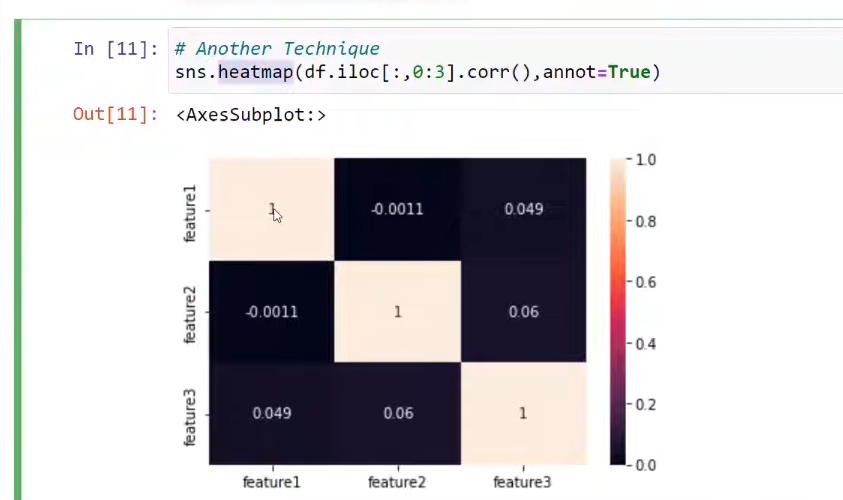 In [11]: # Another Technique
sns.heatmap(df.iloc[:,0:3].corr(),annot=True)
Out[11]: <AxesSubplot:>
1.0
feature1 1 -0.0011 0.049
0.8
0.6
feature2 -0.0011 1 0.06
0.4
feature3 0.049 0.06 1
0.2
0.0
feature1 feature2 feature3